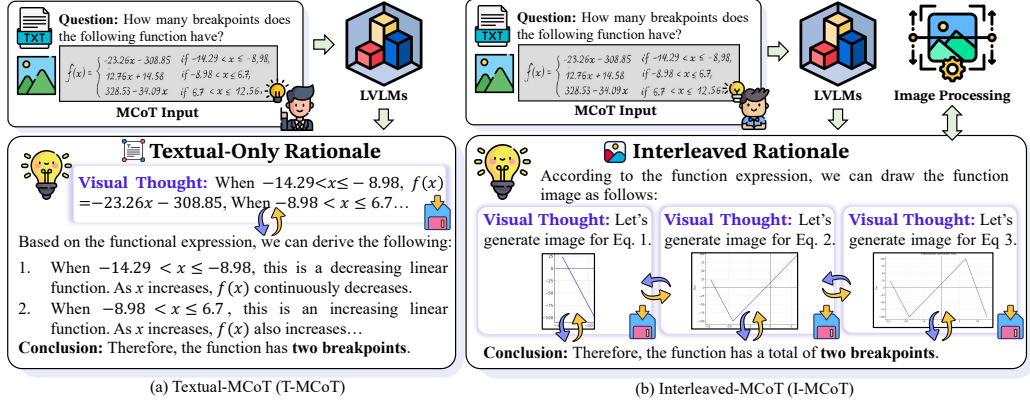 Question: How many breakpoints does
the following function have?
TXT
f(x) = { -23.26x - 308.85, if -14.29 < x ≤ -8.98,
12.76x + 14.58 if -8.98 < x ≤ 6.7,
328.53 - 34.09x if 6.7 < x ≤ 12.56,
MCoT Input
LVLMs
Textual-Only Rationale
Visual Thought: When −14.29<x≤ − 8.98, f(x)
=−23.26x − 308.85, When −8.98 < x ≤ 6.7…
Based on the functional expression, we can derive the following:
1. When −14.29 < x ≤ −8.98, this is a decreasing linear
function. As x increases, f(x) continuously decreases.
2. When −8.98 < x ≤ 6.7, this is an increasing linear
function. As x increases, f(x) also increases…
Conclusion: Therefore, the function has two breakpoints.
(a) Textual-MCoT (T-MCoT)
Question: How many breakpoints does
the following function have?
TXT
f(x) = { -23.26x - 308.85, if -14.29 < x ≤ -8.98,
12.76x + 14.58 if -8.98 < x ≤ 6.7,
328.53 - 34.09x if 6.7 < x ≤ 12.56,
MCoT Input
LVLMs
Image Processing
Interleaved Rationale
According to the function expression, we can draw the function
image as follows:
Visual Thought: Let's
generate image for Eq. 1.
Visual Thought: Let's
generate image for Eq. 2.
Visual Thought: Let's
generate image for Eq 3.
Conclusion: Therefore, the function has a total of two breakpoints.
(b) Interleaved-MCoT (I-MCoT)